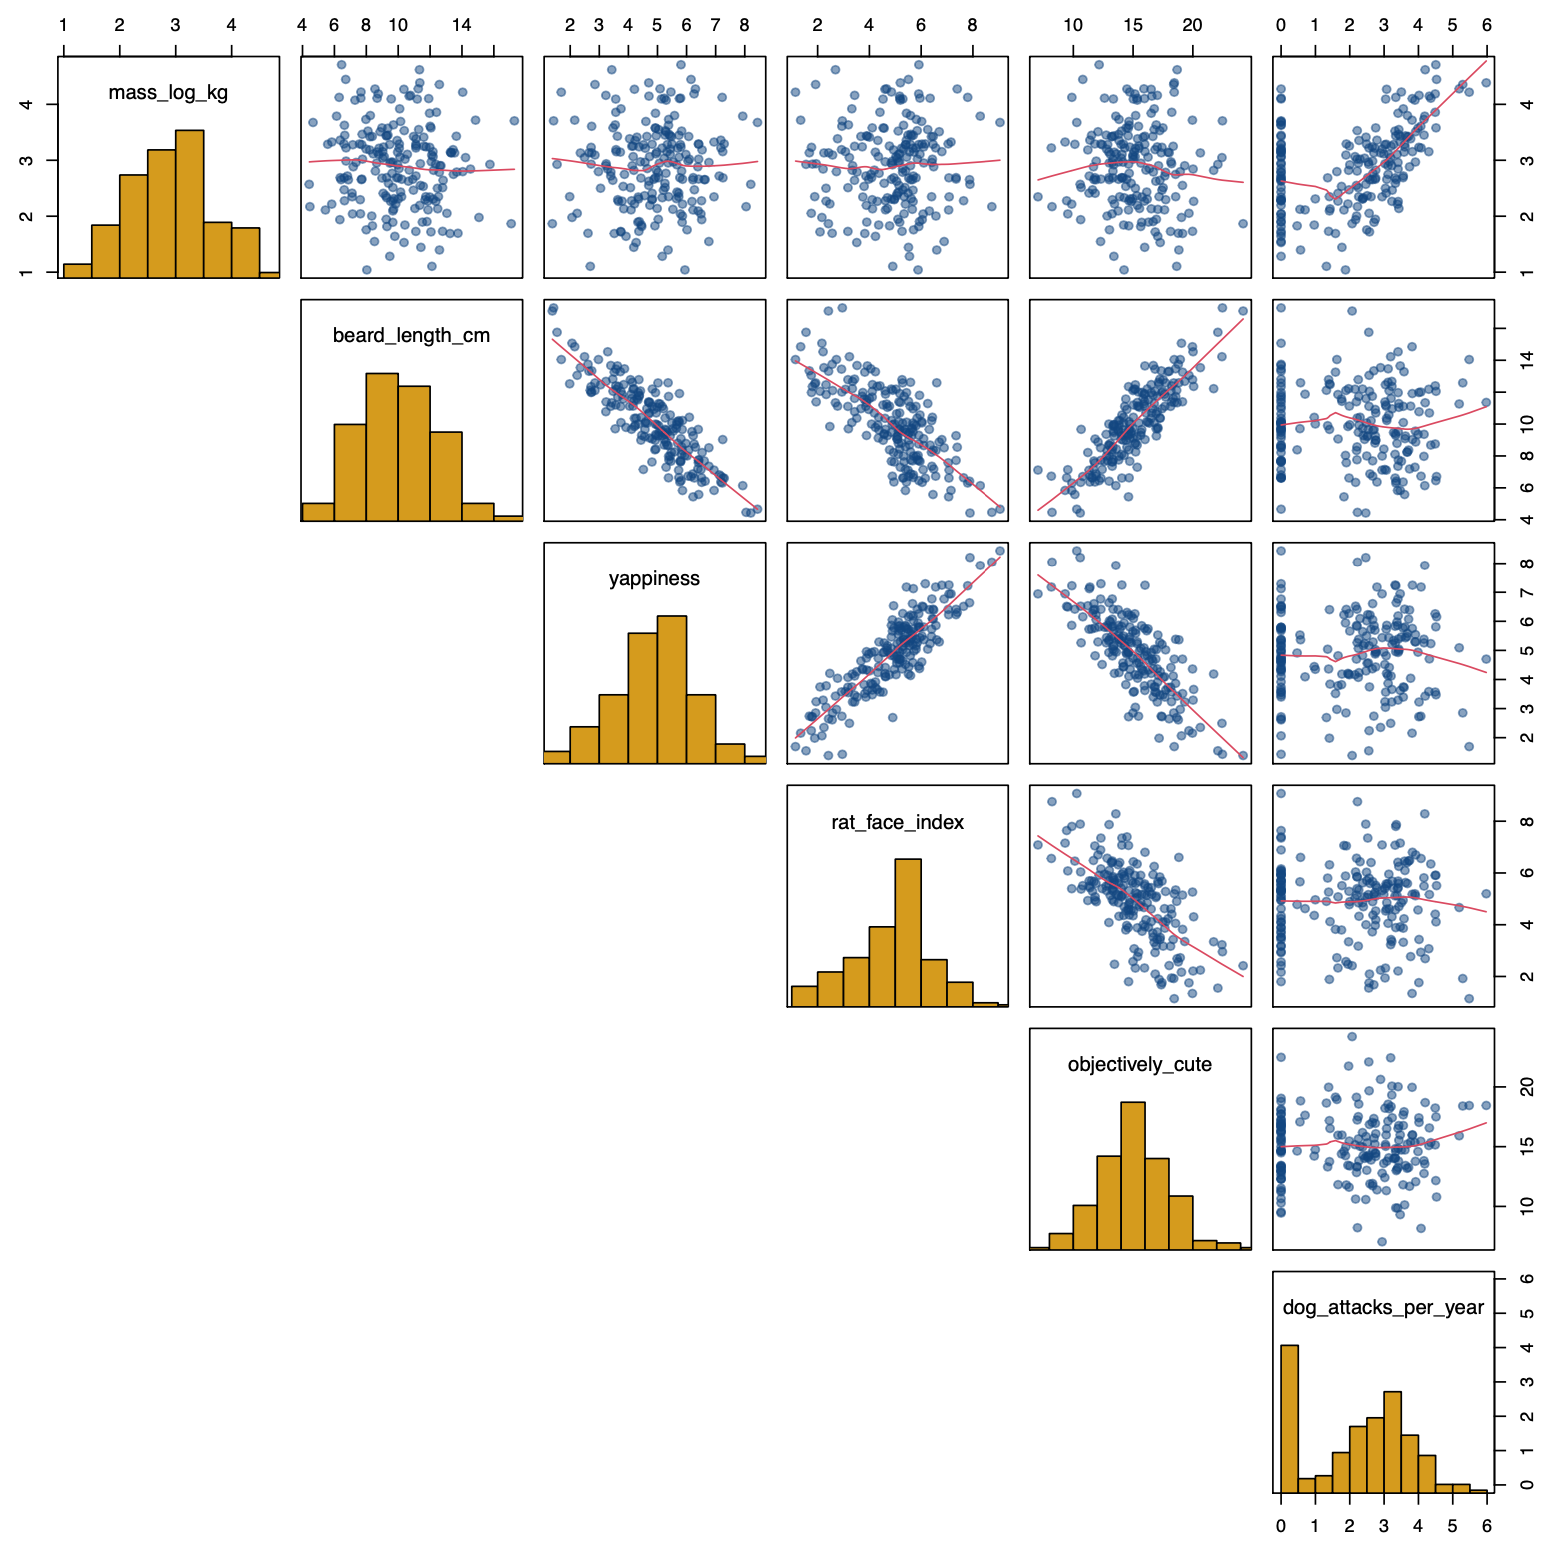 1 2 3 4 4 6 8 10 14 2 3 4 5 6 7 8 2 4 6 8 10 15 20 0 1 2 3 4 5 6
mass_log_kg
1 2 3 4
1 2 3 4
beard_length_cm
4 6 8 10 14
yappiness
2 3 4 5 6 7 8
rat_face_index
2 4 6 8
objectively_cute
10 15 20
dog_attacks_per_year
0 1 2 3 4 5 6
0 1 2 3 4 5 6